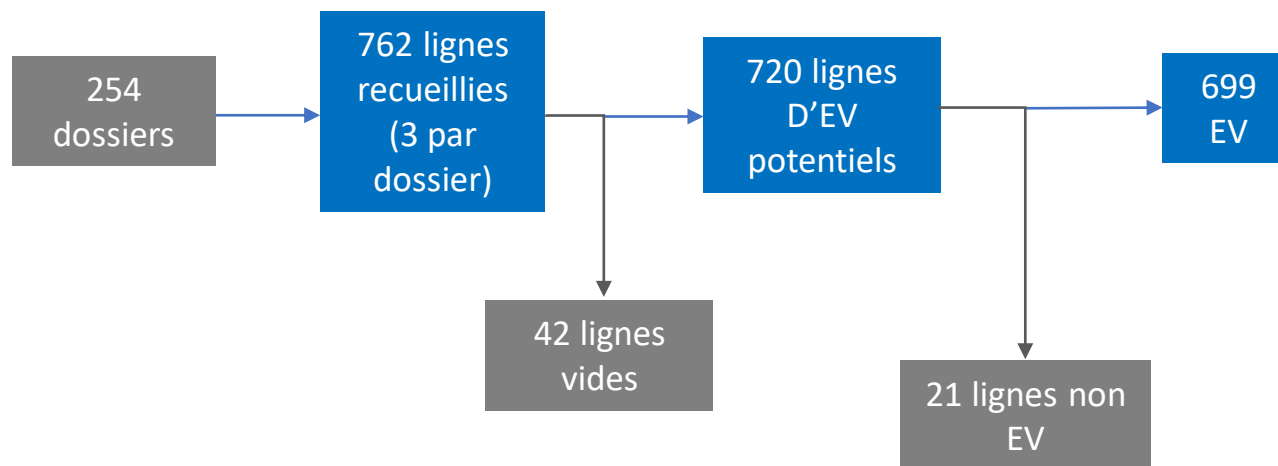 254
dossiers
762 lignes
recueillies
(3 par
dossier)
720 lignes
D’EV
potentiels
699
EV
42 lignes
vides
21 lignes non
EV